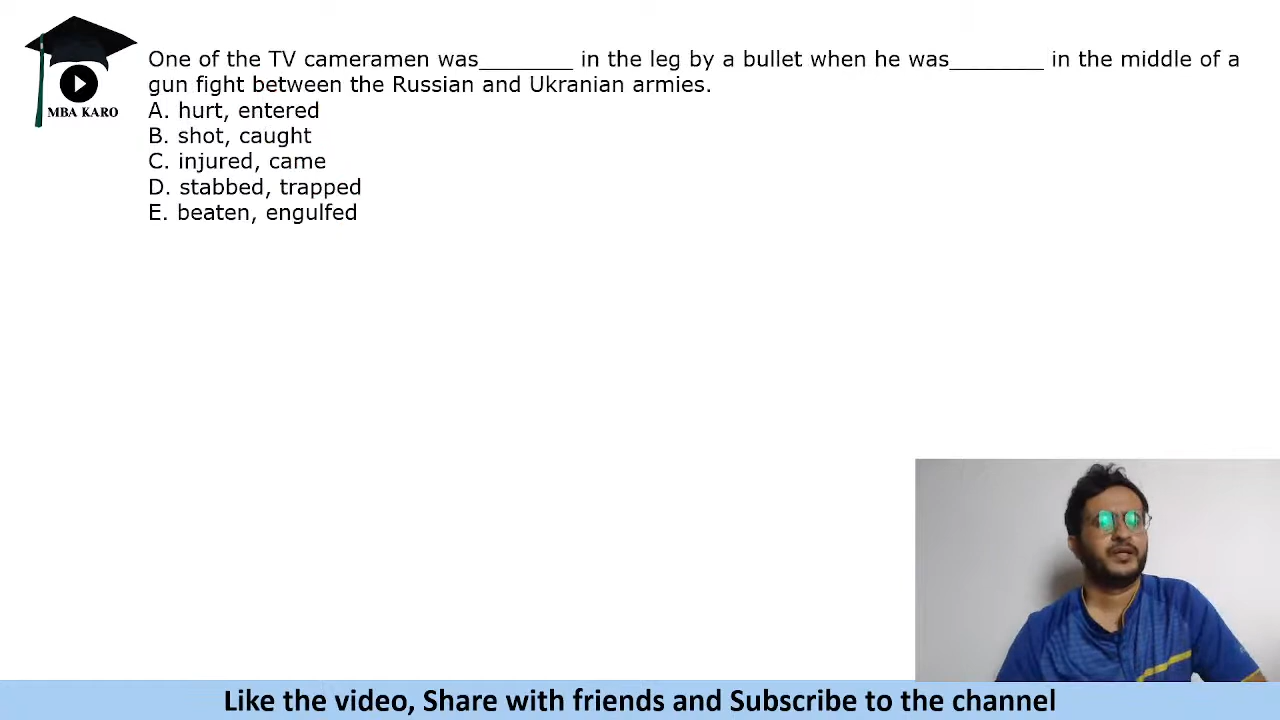 One of the TV cameramen was________ in the leg by a bullet when he was________ in the middle of a
gun fight between the Russian and Ukranian armies.
MBA KARO
A. hurt, entered
B. shot, caught
C. injured, came
D. stabbed, trapped
E. beaten, engulfed
Like the video, Share with friends and Subscribe to the channel